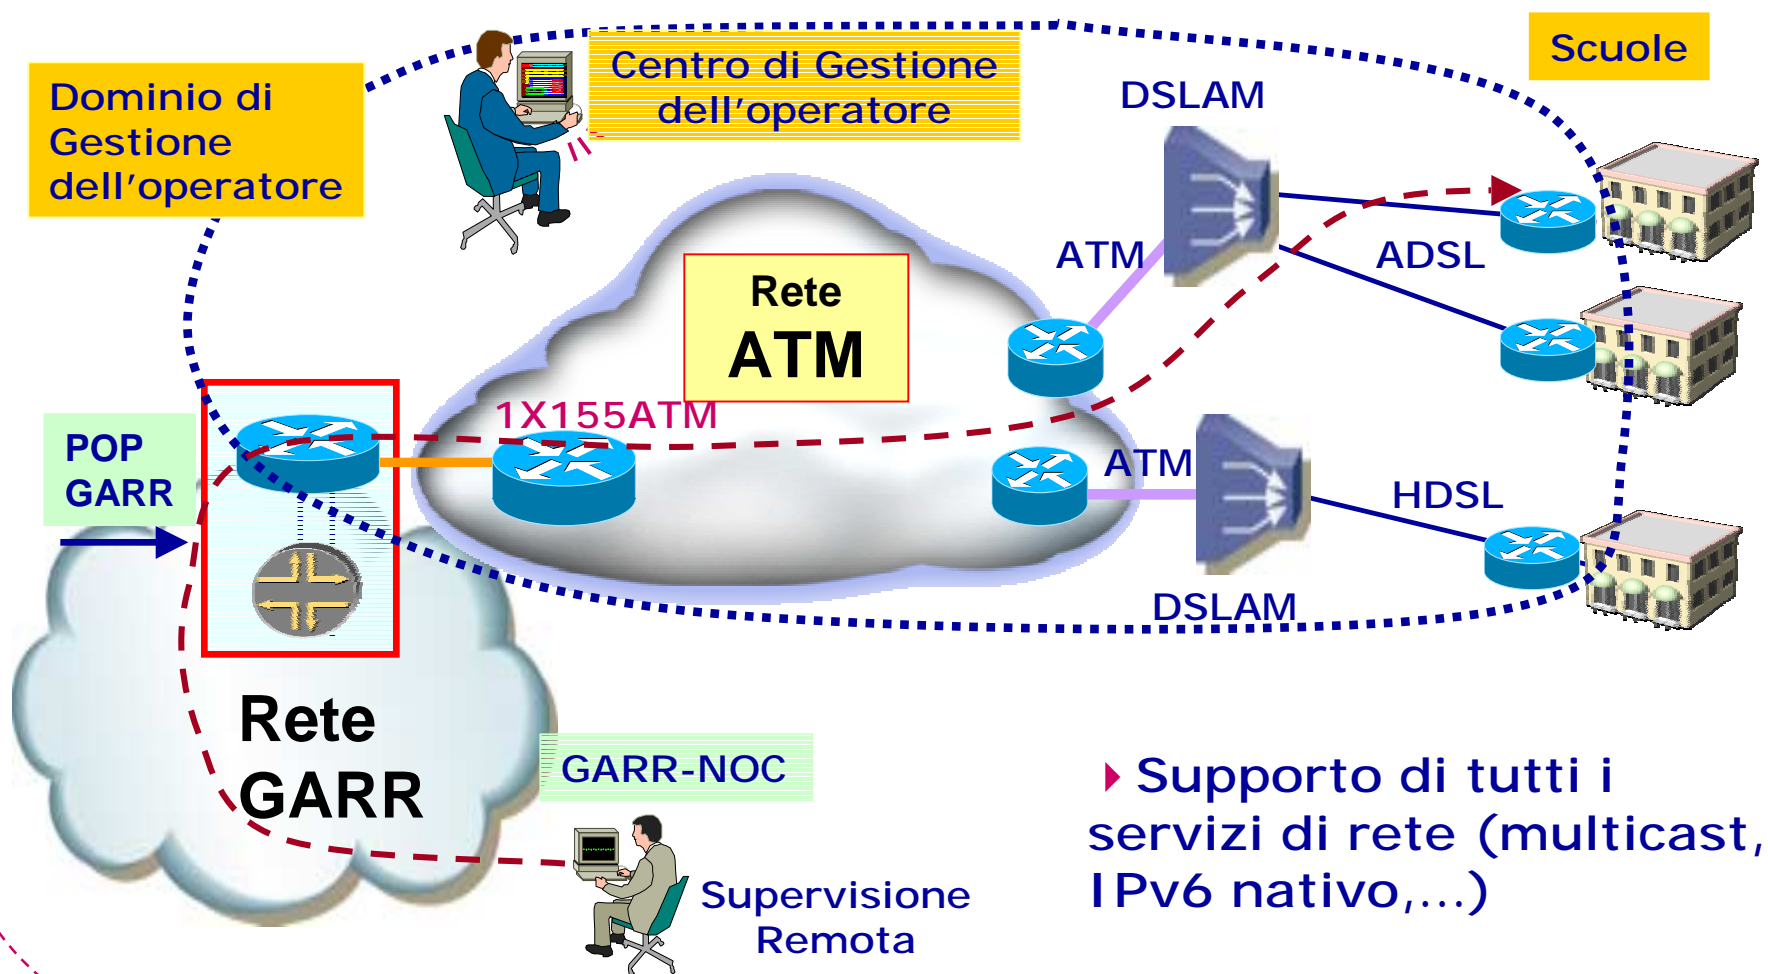 Dominio di
Gestione
dell'operatore
Centro di Gestione
dell'operatore
Scuole
DSLAM
ATM
ADSL
Rete
ATM
1X155ATM
POP
GARR
ATM
HDSL
DSLAM
Rete
GARR
GARR-NOC
Supervisione
Remota
Supporto di tutti i
servizi di rete (multicast,
IPv6 nativo,...)